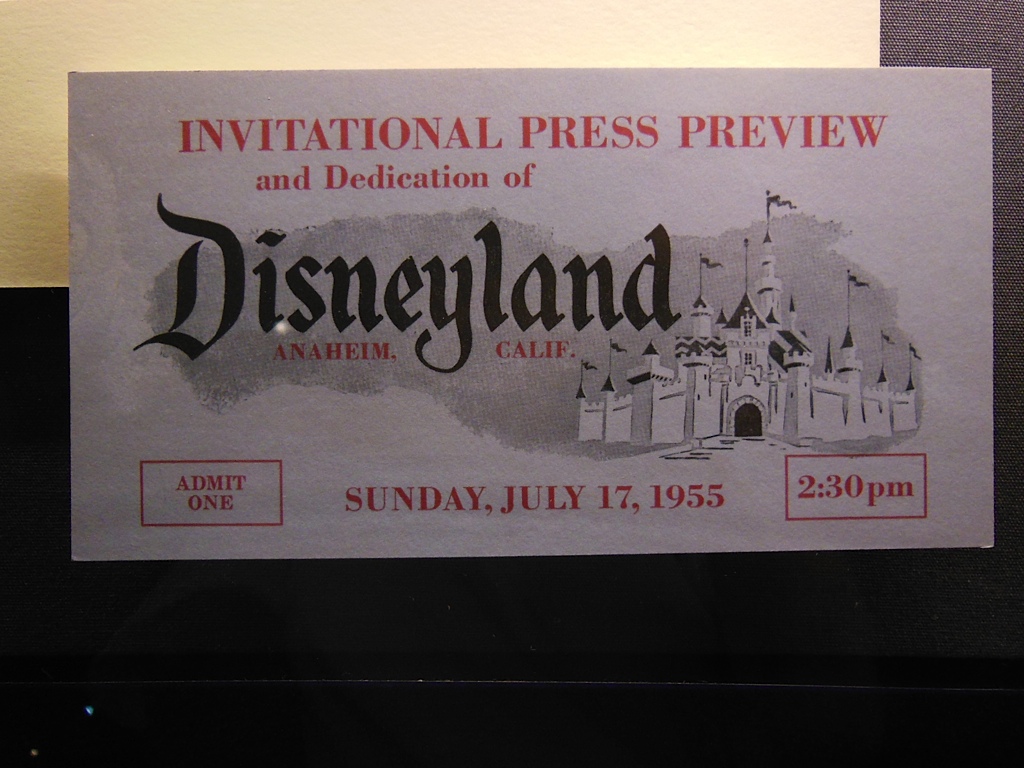 INVITATIONAL PRESS PREVIEW
and Dedication of
Disneyland
ANAHEIM, CALIF.
ADMIT
ONE
SUNDAY, JULY 17, 1955
2:30pm